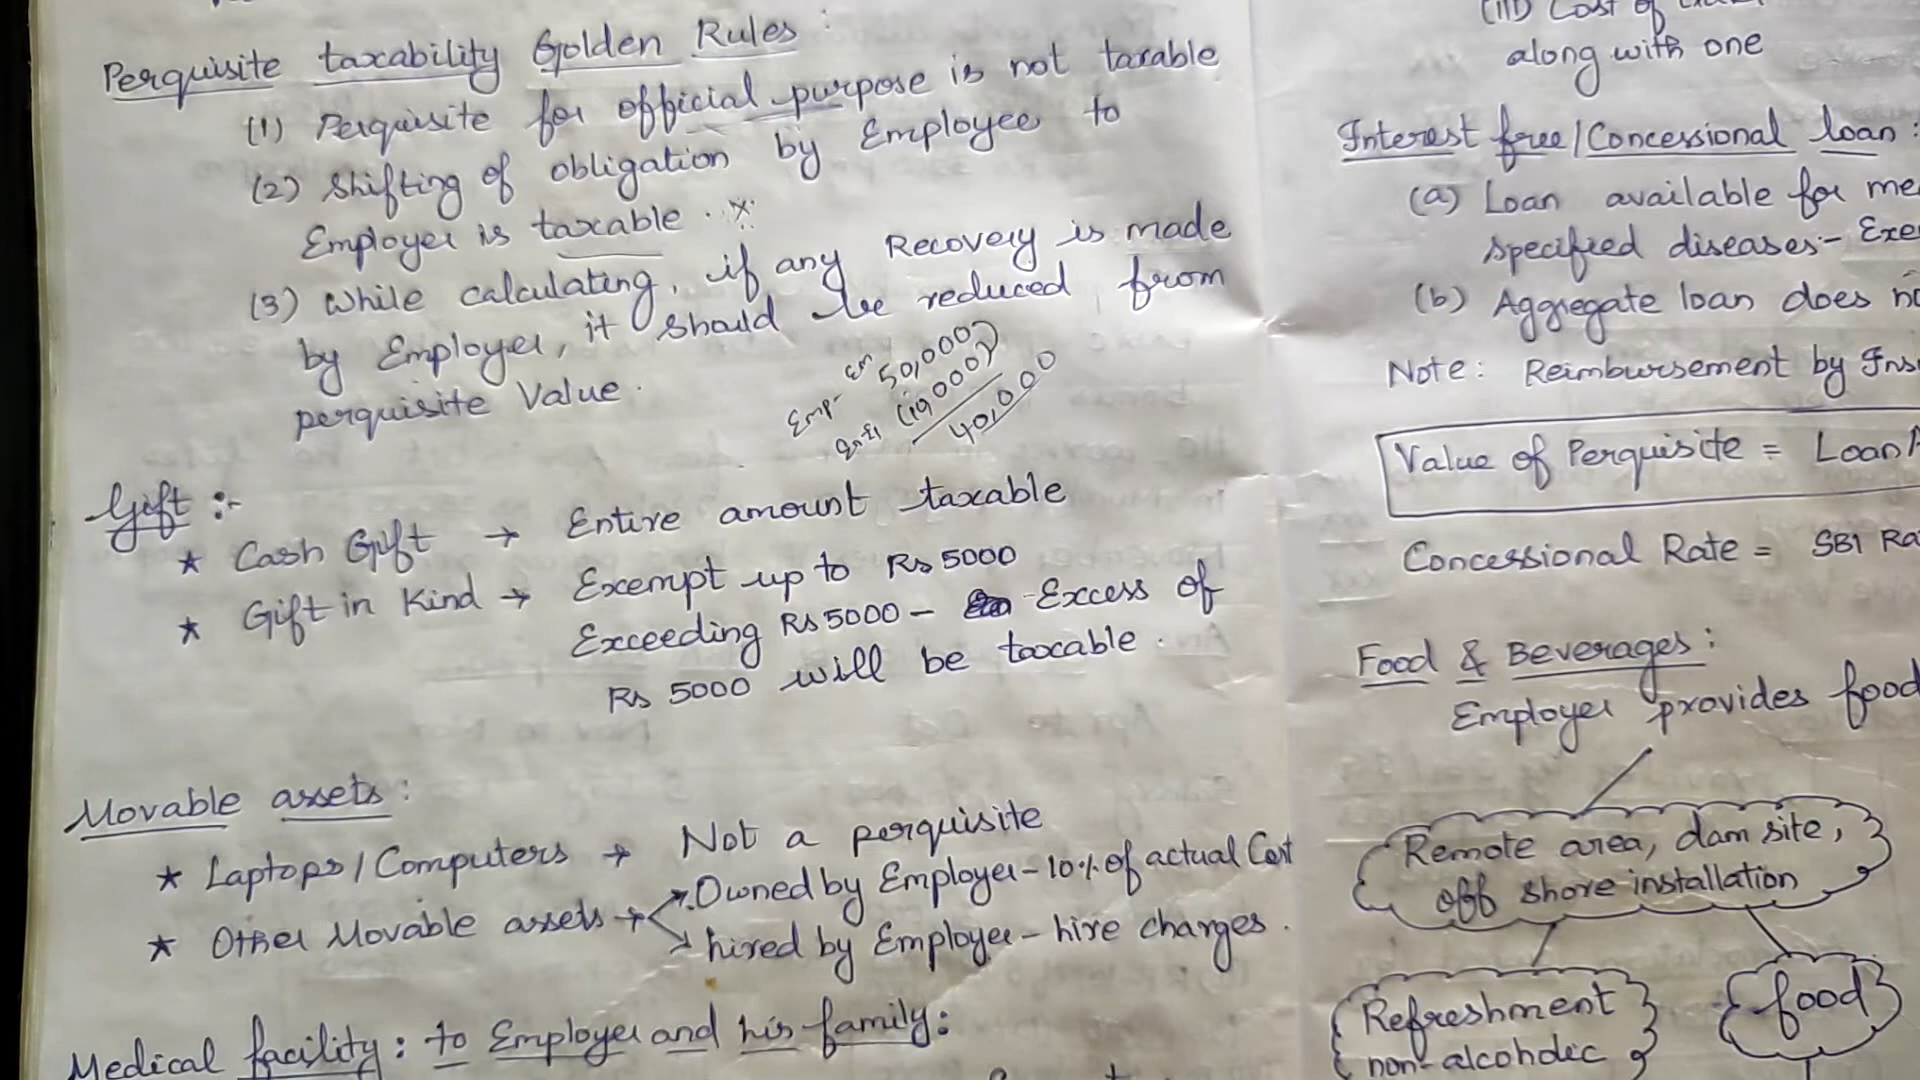 Perquisite taxability Golden Rules:
(1) Perquisite for official purpose is not taxable
(2) Shifting of obligation by Employee to
Employer is taxable.
(3) While calculating, if any Recovery is made
by Employer, it should be reduced from
perquisite Value.
50,000
40,000
Gift :-
★ Cash Gift → Entire amount taxable
★ Gift in Kind → Exempt up to Rs 5000
Exceeding Rs 5000 - Excess of
Rs 5000 will be taxable.
Movable assets:
★ Laptops / Computers → Not a perquisite
★ Other Movable assets → Owned by Employer - 10% of actual Cost
hired by Employer - hire charges.
Medical facility: to Employer and his family:
(III) Cost of
along with one
Interest free / Concessional loan:
(a) Loan available for
specified diseases:-
(b) Aggregate loan does
Note: Reimbursement by
Value of Perquisite = Loan
Concessional Rate = SBI
Food & Beverages:
Employer provides food
Remote area, dam site,
off shore installation
Refreshment
non-alcoholic
food